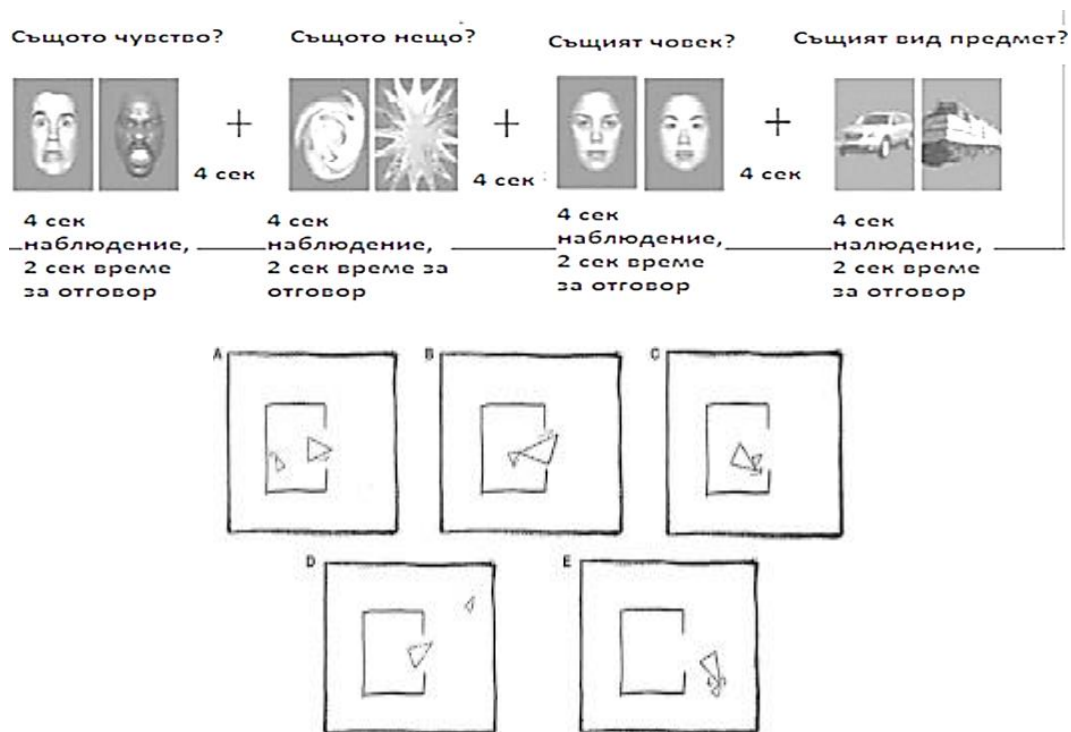 Същото чувство?
Същото нещо?
Същият човек?
Същият вид предмет?
4 сек
4 сек
4 сек
4 сек
наблюдение,
2 сек време
за отговор
4 сек
наблюдение,
2 сек време за
отговор
4 сек
наблюдение,
2 сек време
за отговор
4 сек
налюдение,
2 сек време
за отговор
A
B
C
D
E